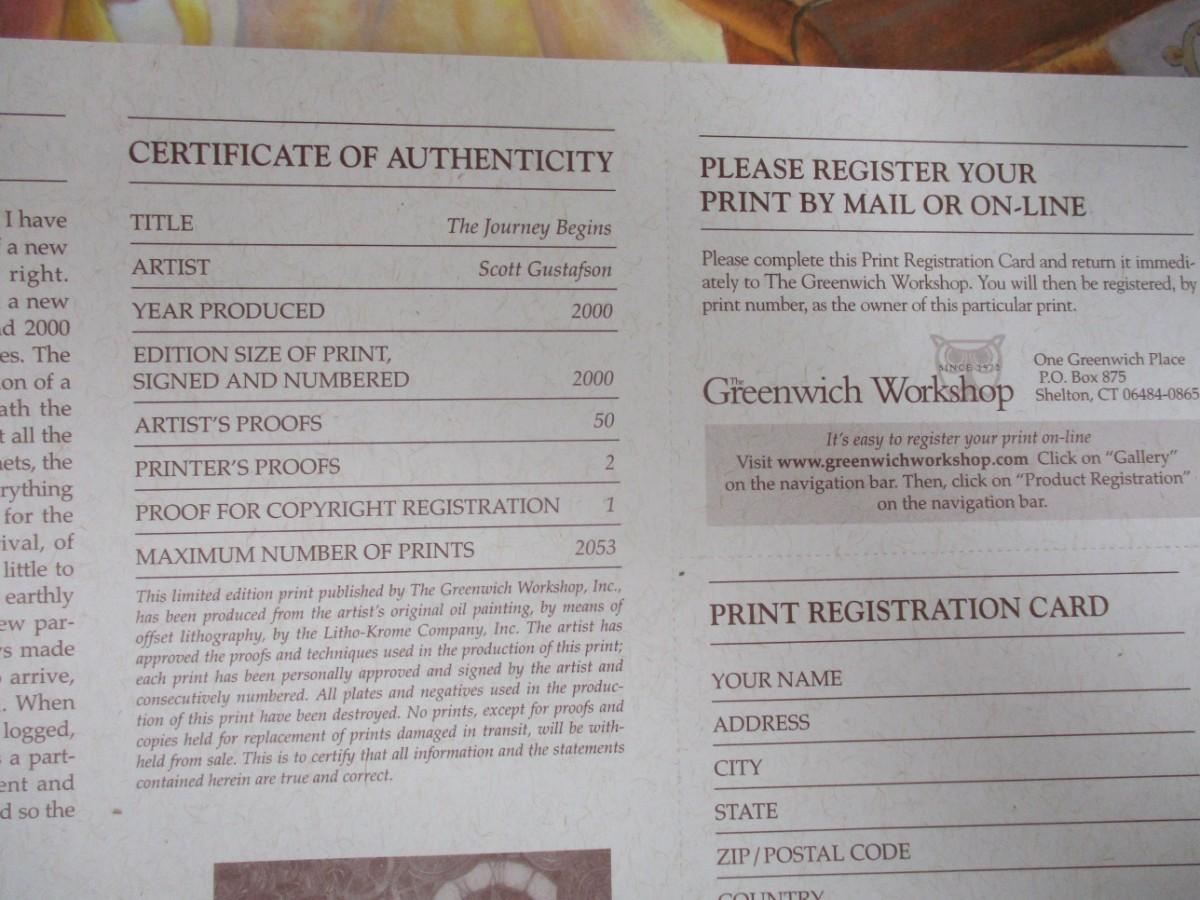 I have
a new
right.
a new
nd 2000
es. The
ion of a
ath the
t all the
nets, the
rything
for the
ival, of
little to
earthly
ew par-
ys made
arrive,
. When
logged,
s a part-
ent and
d so the
CERTIFICATE OF AUTHENTICITY
TITLE The Journey Begins
ARTIST Scott Gustafson
YEAR PRODUCED 2000
EDITION SIZE OF PRINT,
SIGNED AND NUMBERED 2000
ARTIST'S PROOFS 50
PRINTER'S PROOFS 2
PROOF FOR COPYRIGHT REGISTRATION 1
MAXIMUM NUMBER OF PRINTS 2053
This limited edition print published by The Greenwich Workshop, Inc.,
has been produced from the artist's original oil painting, by means of
offset lithography, by the Litho-Krome Company, Inc. The artist has
approved the proofs and techniques used in the production of this print;
each print has been personally approved and signed by the artist and
consecutively numbered. All plates and negatives used in the produc-
tion of this print have been destroyed. No prints, except for proofs and
copies held for replacement of prints damaged in transit, will be with-
held from sale. This is to certify that all information and the statements
contained herein are true and correct.
PLEASE REGISTER YOUR
PRINT BY MAIL OR ON-LINE
Please complete this Print Registration Card and return it immedi-
ately to The Greenwich Workshop. You will then be registered, by
print number, as the owner of this particular print.
SINCE 1972
The Greenwich Workshop
One Greenwich Place
P.O. Box 875
Shelton, CT 06484-0865
It's easy to register your print on-line
Visit www.greenwichworkshop.com Click on "Gallery"
on the navigation bar. Then, click on "Product Registration"
on the navigation bar.
PRINT REGISTRATION CARD
YOUR NAME
ADDRESS
CITY
STATE
ZIP/POSTAL CODE
COUNTRY